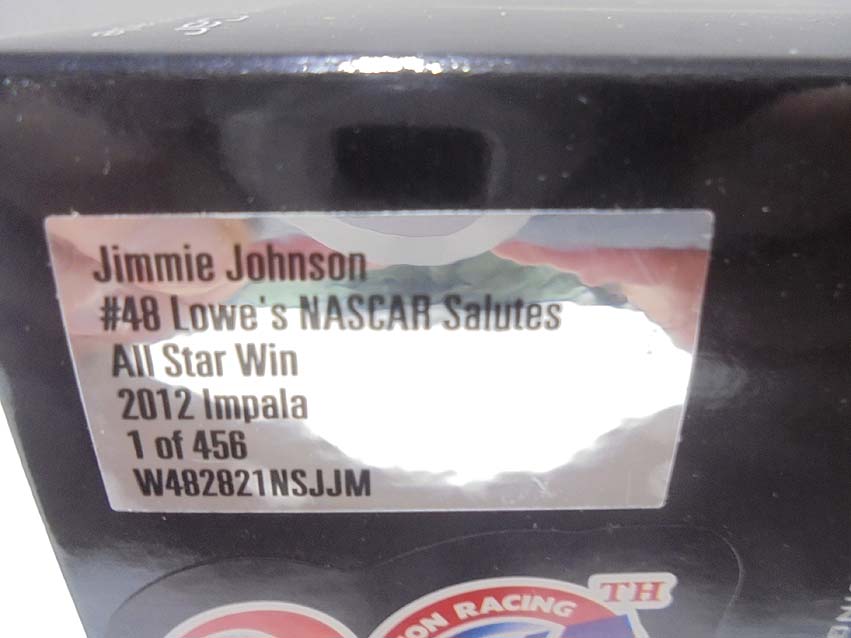 Jimmie Johnson
#48 Lowe's NASCAR Salutes
All Star Win
2012 Impala
1 of 456
W482821NSJJM
TH
RACING